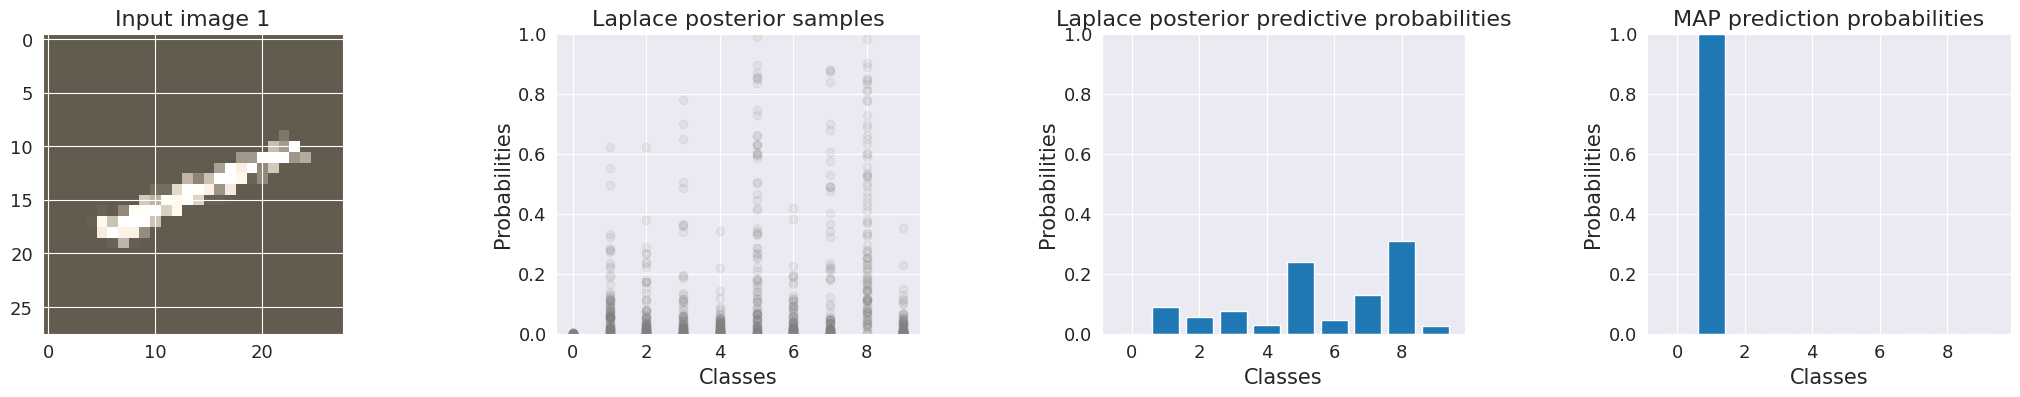 Input image 1
0
5
10
15
20
25
0 10 20
Laplace posterior samples
Probabilities
1.0
0.8
0.6
0.4
0.2
0.0
0 2 4 6 8
Classes
Laplace posterior predictive probabilities
Probabilities
1.0
0.8
0.6
0.4
0.2
0.0
0 2 4 6 8
Classes
MAP prediction probabilities
Probabilities
1.0
0.8
0.6
0.4
0.2
0.0
0 2 4 6 8
Classes